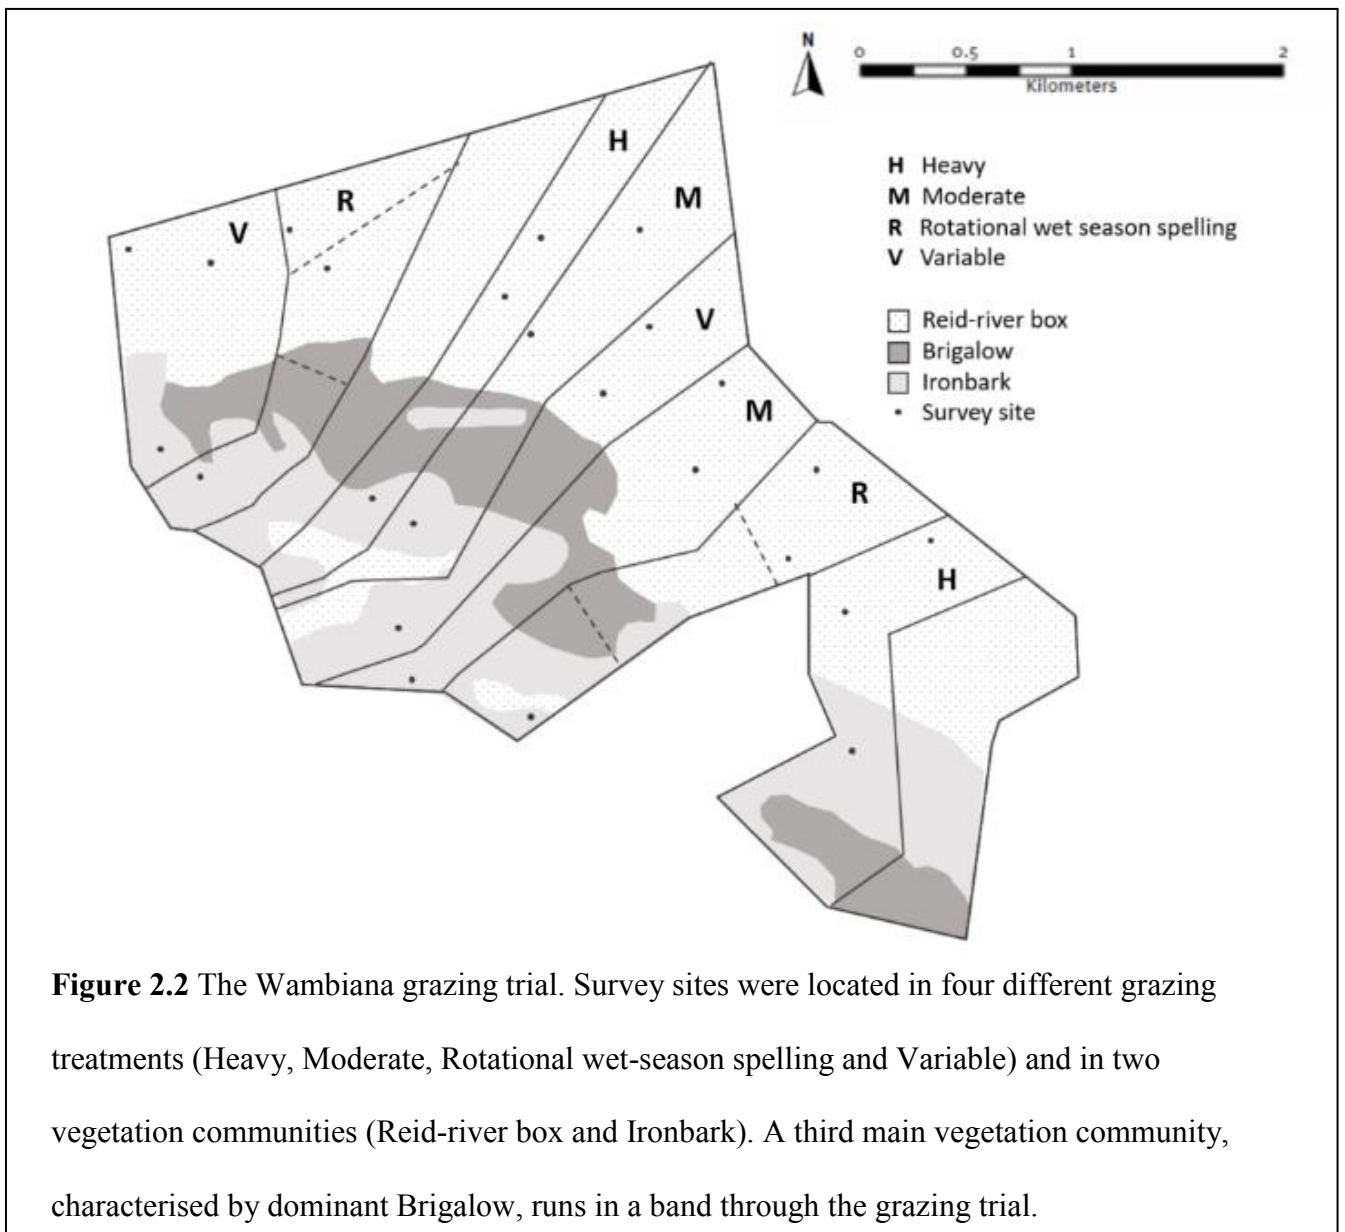 N
0 0.5 1 2
Kilometers
H Heavy
M Moderate
R Rotational wet season spelling
V Variable
Reid-river box
Brigalow
Ironbark
Survey site
H
M
R
V
V
M
R
H
Figure 2.2 The Wambiana grazing trial. Survey sites were located in four different grazing
treatments (Heavy, Moderate, Rotational wet-season spelling and Variable) and in two
vegetation communities (Reid-river box and Ironbark). A third main vegetation community,
characterised by dominant Brigalow, runs in a band through the grazing trial.